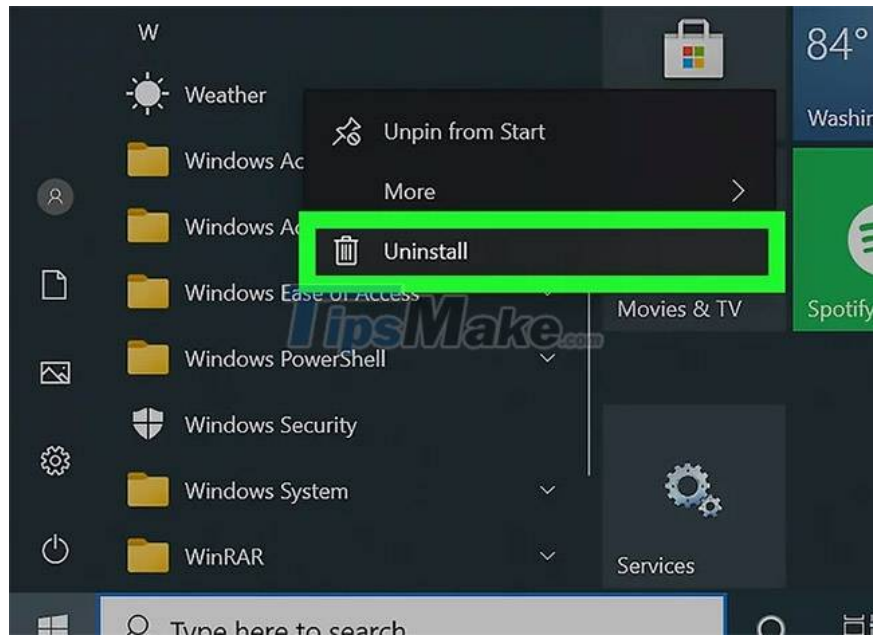 W
Weather
Windows Ac
Windows Ac
Windows Ease of Access
Windows PowerShell
Windows Security
Windows System
WinRAR
Type here to search
Unpin from Start
More
Uninstall
84°
Washin
Movies & TV
Spotify
Services
TipsMake.com